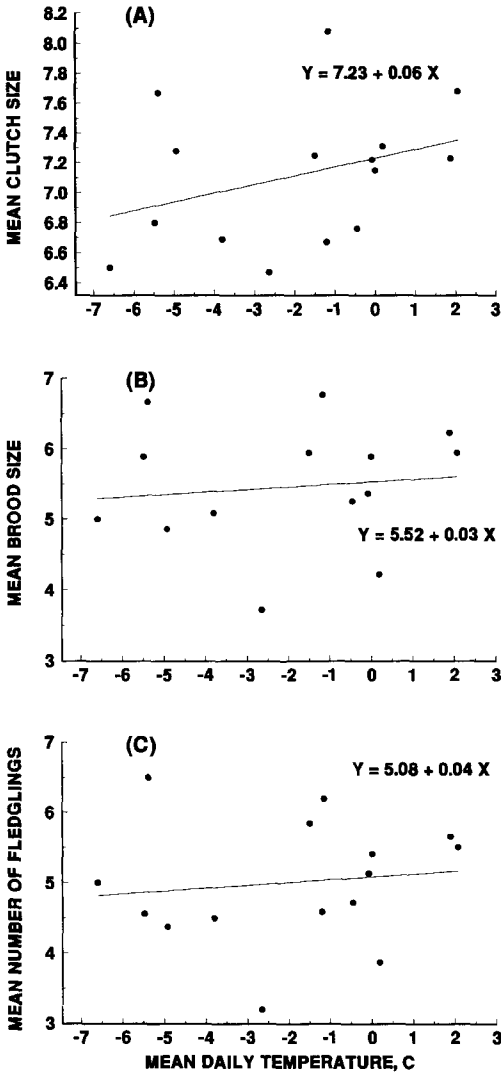 (A)
8.2
8.0
7.8
7.6
7.4
7.2
7.0
6.8
6.6
6.4
MEAN CLUTCH SIZE
Y = 7.23 + 0.06 X
-7 -6 -5 -4 -3 -2 -1 0 1 2 3
(B)
7
6
5
4
3
MEAN BROOD SIZE
Y = 5.52 + 0.03 X
-7 -6 -5 -4 -3 -2 -1 0 1 2 3
(C)
7
6
5
4
3
MEAN NUMBER OF FLEDGLINGS
Y = 5.08 + 0.04 X
-7 -6 -5 -4 -3 -2 -1 0 1 2 3
MEAN DAILY TEMPERATURE, C